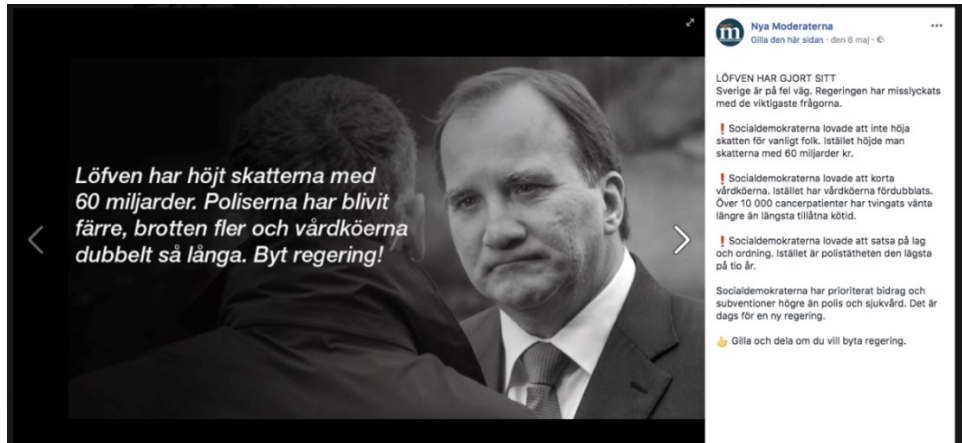 Löfven har höjt skatterna med
60 miljarder. Poliserna har blivit
färre, brotten fler och vårdköerna
dubbelt så långa. Byt regering!
m
Nya Moderaterna
Gilla den här sidan · den 6 maj ·
LÖFVEN HAR GJORT SITT
Sverige är på fel väg. Regeringen har misslyckats
med de viktigaste frågorna.
❗Socialdemokraterna lovade att inte höja
skatten för vanligt folk. Istället höjde man
skatterna med 60 miljarder kr.
❗Socialdemokraterna lovade att korta
vårdköerna. Istället har vårdköerna fördubblats.
Över 10 000 cancerpatienter har tvingats vänta
längre än längsta tillåtna kötid.
❗Socialdemokraterna lovade att satsa på lag
och ordning. Istället är polistätheten den lägsta
på tio år.
Socialdemokraterna har prioriterat bidrag och
subventioner högre än polis och sjukvård. Det är
dags för en ny regering.
👍 Gilla och dela om du vill byta regering.